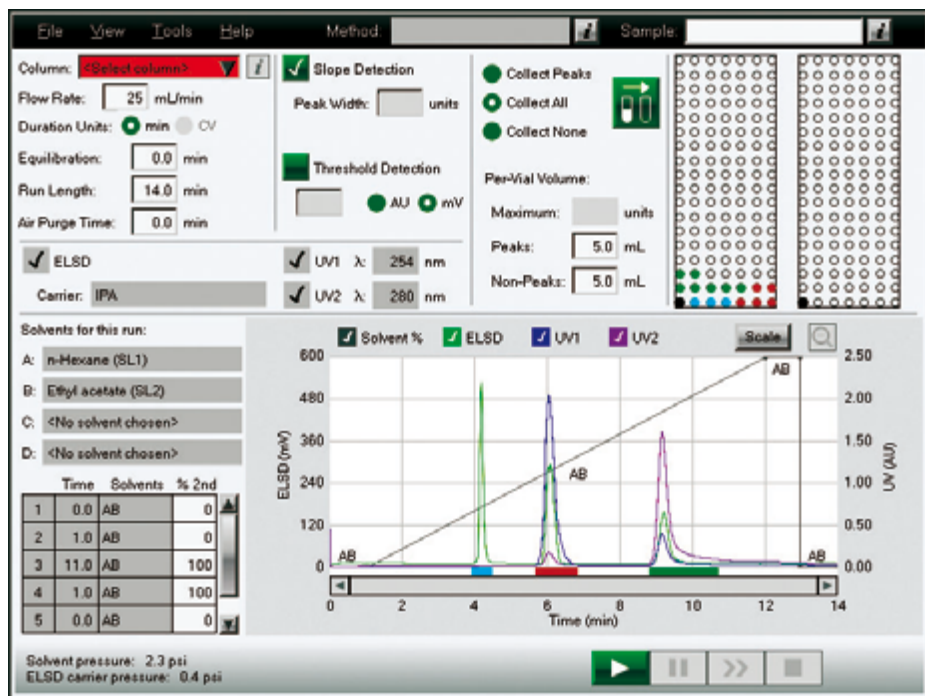 File View Tools Help Method: i Sample: i
Column: <Select column> i
Flow Rate: 25 mL/min
Duration Units: min CV
Equilibration: 0.0 min
Run Length: 14.0 min
Air Purge Time: 0.0 min
Slope Detection
Peak Width: units
Threshold Detection
AU mV
Collect Peaks
Collect All
Collect None
Per-Vial Volume:
Maximum: units
Peaks: 5.0 mL
Non-Peaks: 5.0 mL
ELSD
Carrier: IPA
UV1 λ: 254 nm
UV2 λ: 280 nm
Solvents for this run:
A: n-Hexane (SL1)
B: Ethyl acetate (SL2)
C: <No solvent chosen>
D: <No solvent chosen>
Time Solvents % 2nd
1 0.0 AB 0
2 1.0 AB 0
3 11.0 AB 100
4 1.0 AB 100
5 0.0 AB 0
Solvent % ELSD UV1 UV2 Scale
600 2.50
480 2.00
360 1.50
240 1.00
120 0.50
0 0.00
ELSD (mV)
UV (AU)
AB
AB
AB
AB
0 2 4 6 8 10 12 14
Time (min)
Solvent pressure: 2.3 psi
ELSD carrier pressure: 0.4 psi